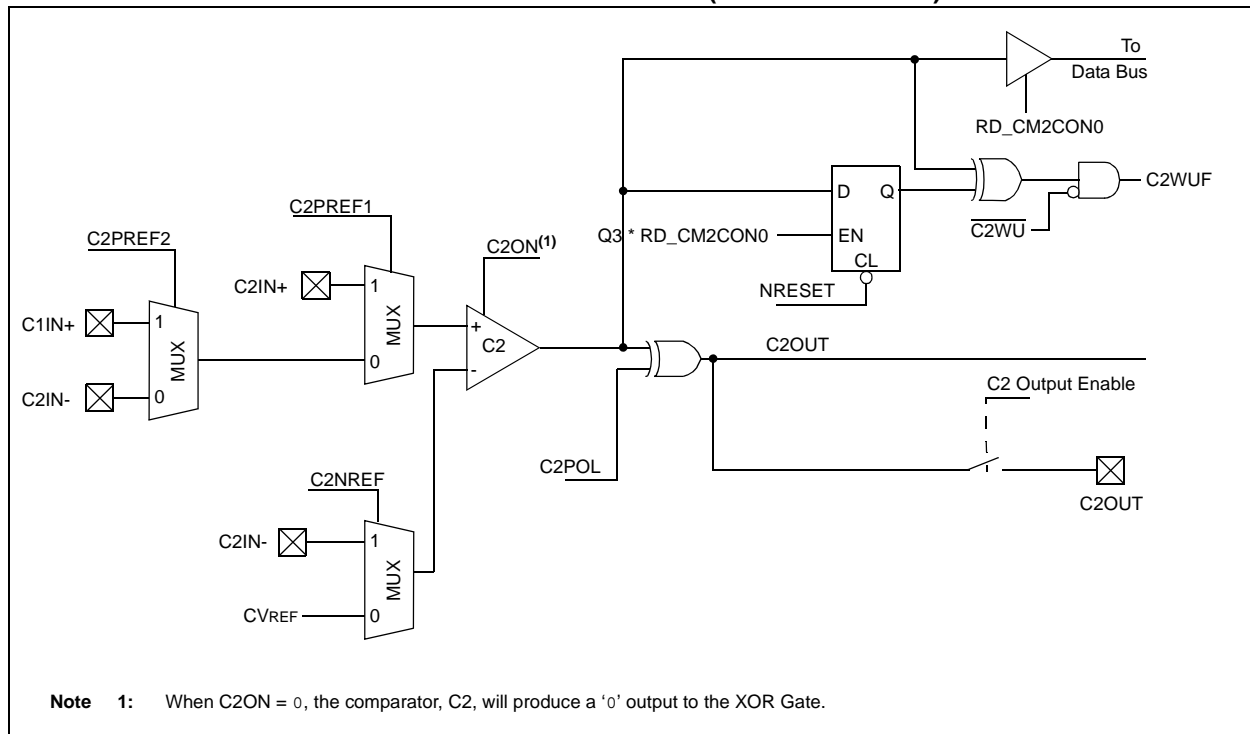 To
Data Bus
RD_CM2CON0
C2WUF
C2WU
D
Q
Q3 * RD_CM2CON0
EN
CL
NRESET
C2PREF1
C2PREF2
C2ON(1)
C2IN+
1
MUX
0
C1IN+
1
MUX
C2IN-
0
+
C2
-
C2OUT
C2 Output Enable
C2POL
C2OUT
C2NREF
C2IN-
1
MUX
CVREF
0
Note 1: When C2ON = 0, the comparator, C2, will produce a ‘0’ output to the XOR Gate.